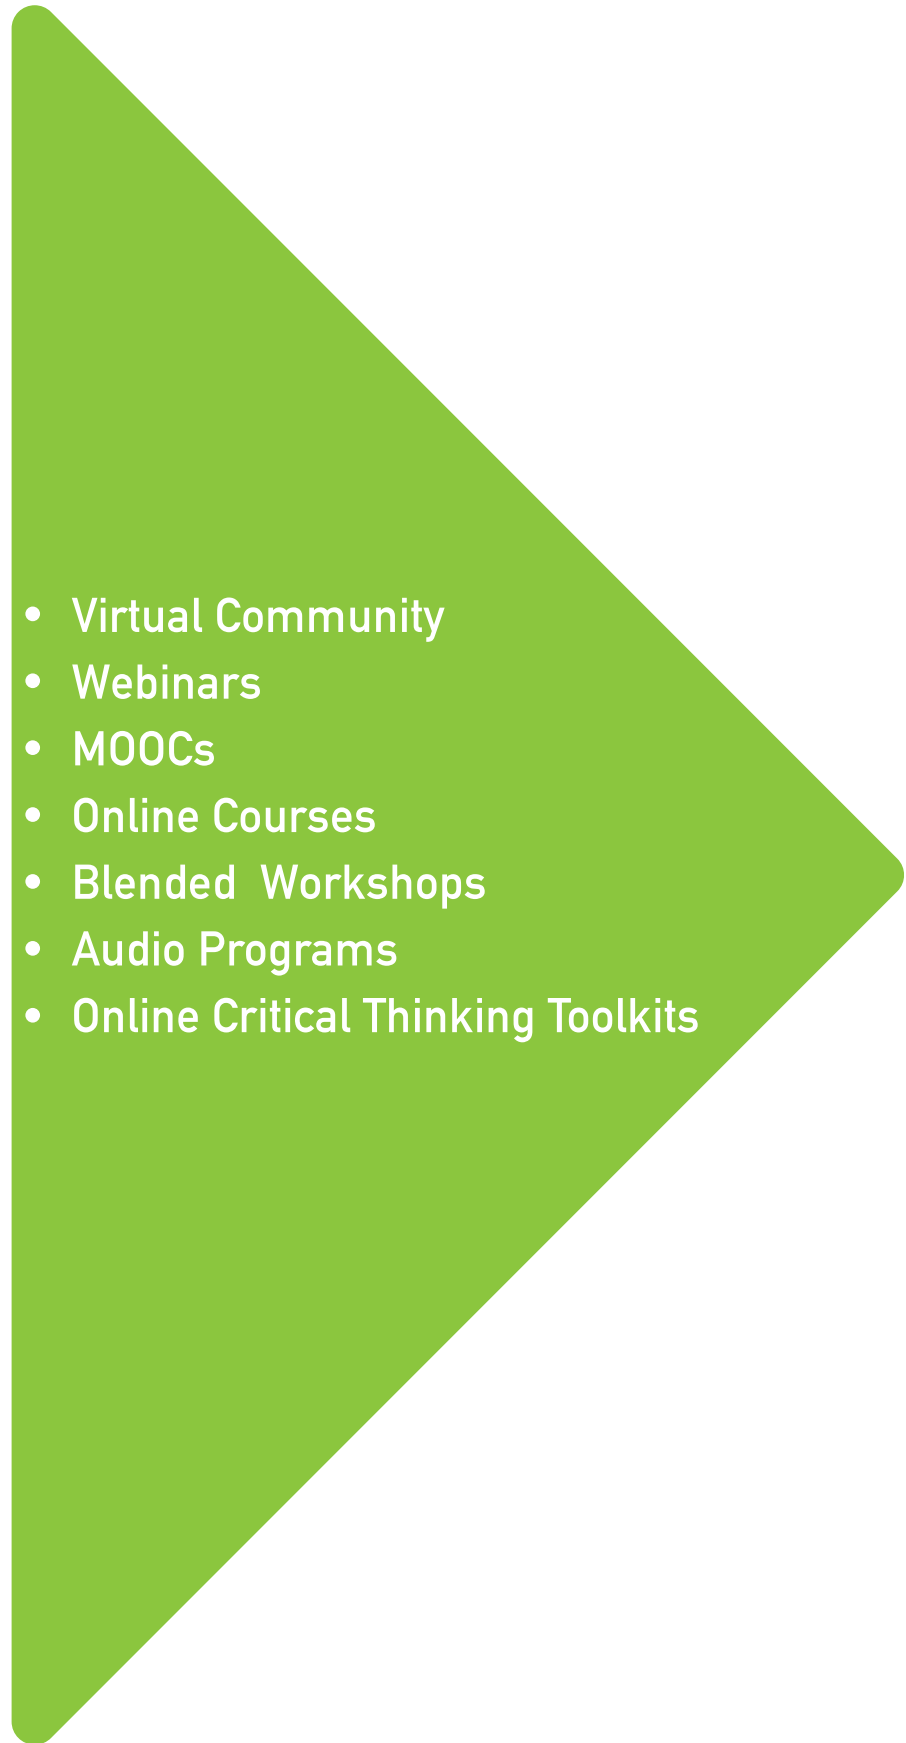 • Virtual Community
• Webinars
• MOOCs
• Online Courses
• Blended  Workshops
• Audio Programs
• Online Critical Thinking Toolkits